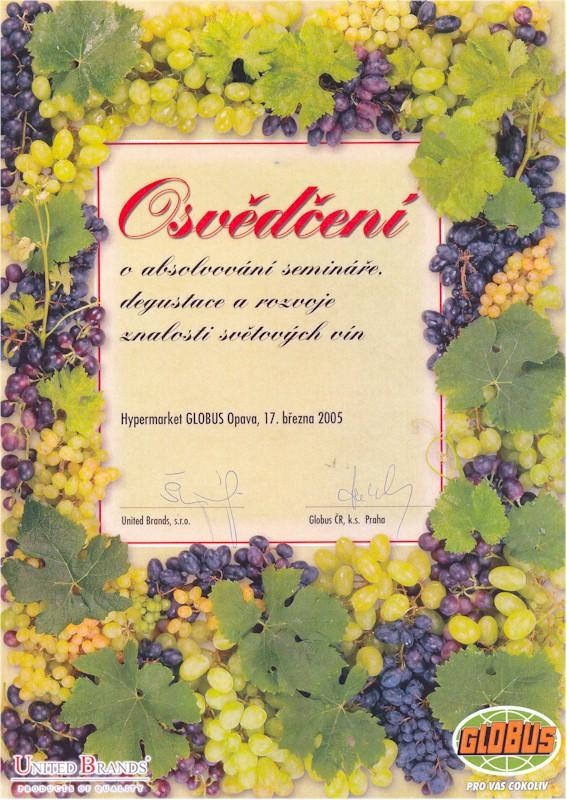 Osvědčení
o absolvování semináře,
degustace a rozvoje
znalosti světových vín
Hypermarket GLOBUS Opava, 17. března 2005
United Brands, s.r.o.
Globus ČR, k.s. Praha
UNITED BRANDS®
PRODUCTS OF QUALITY
GLOBUS
PRO VÁS COKOLIV